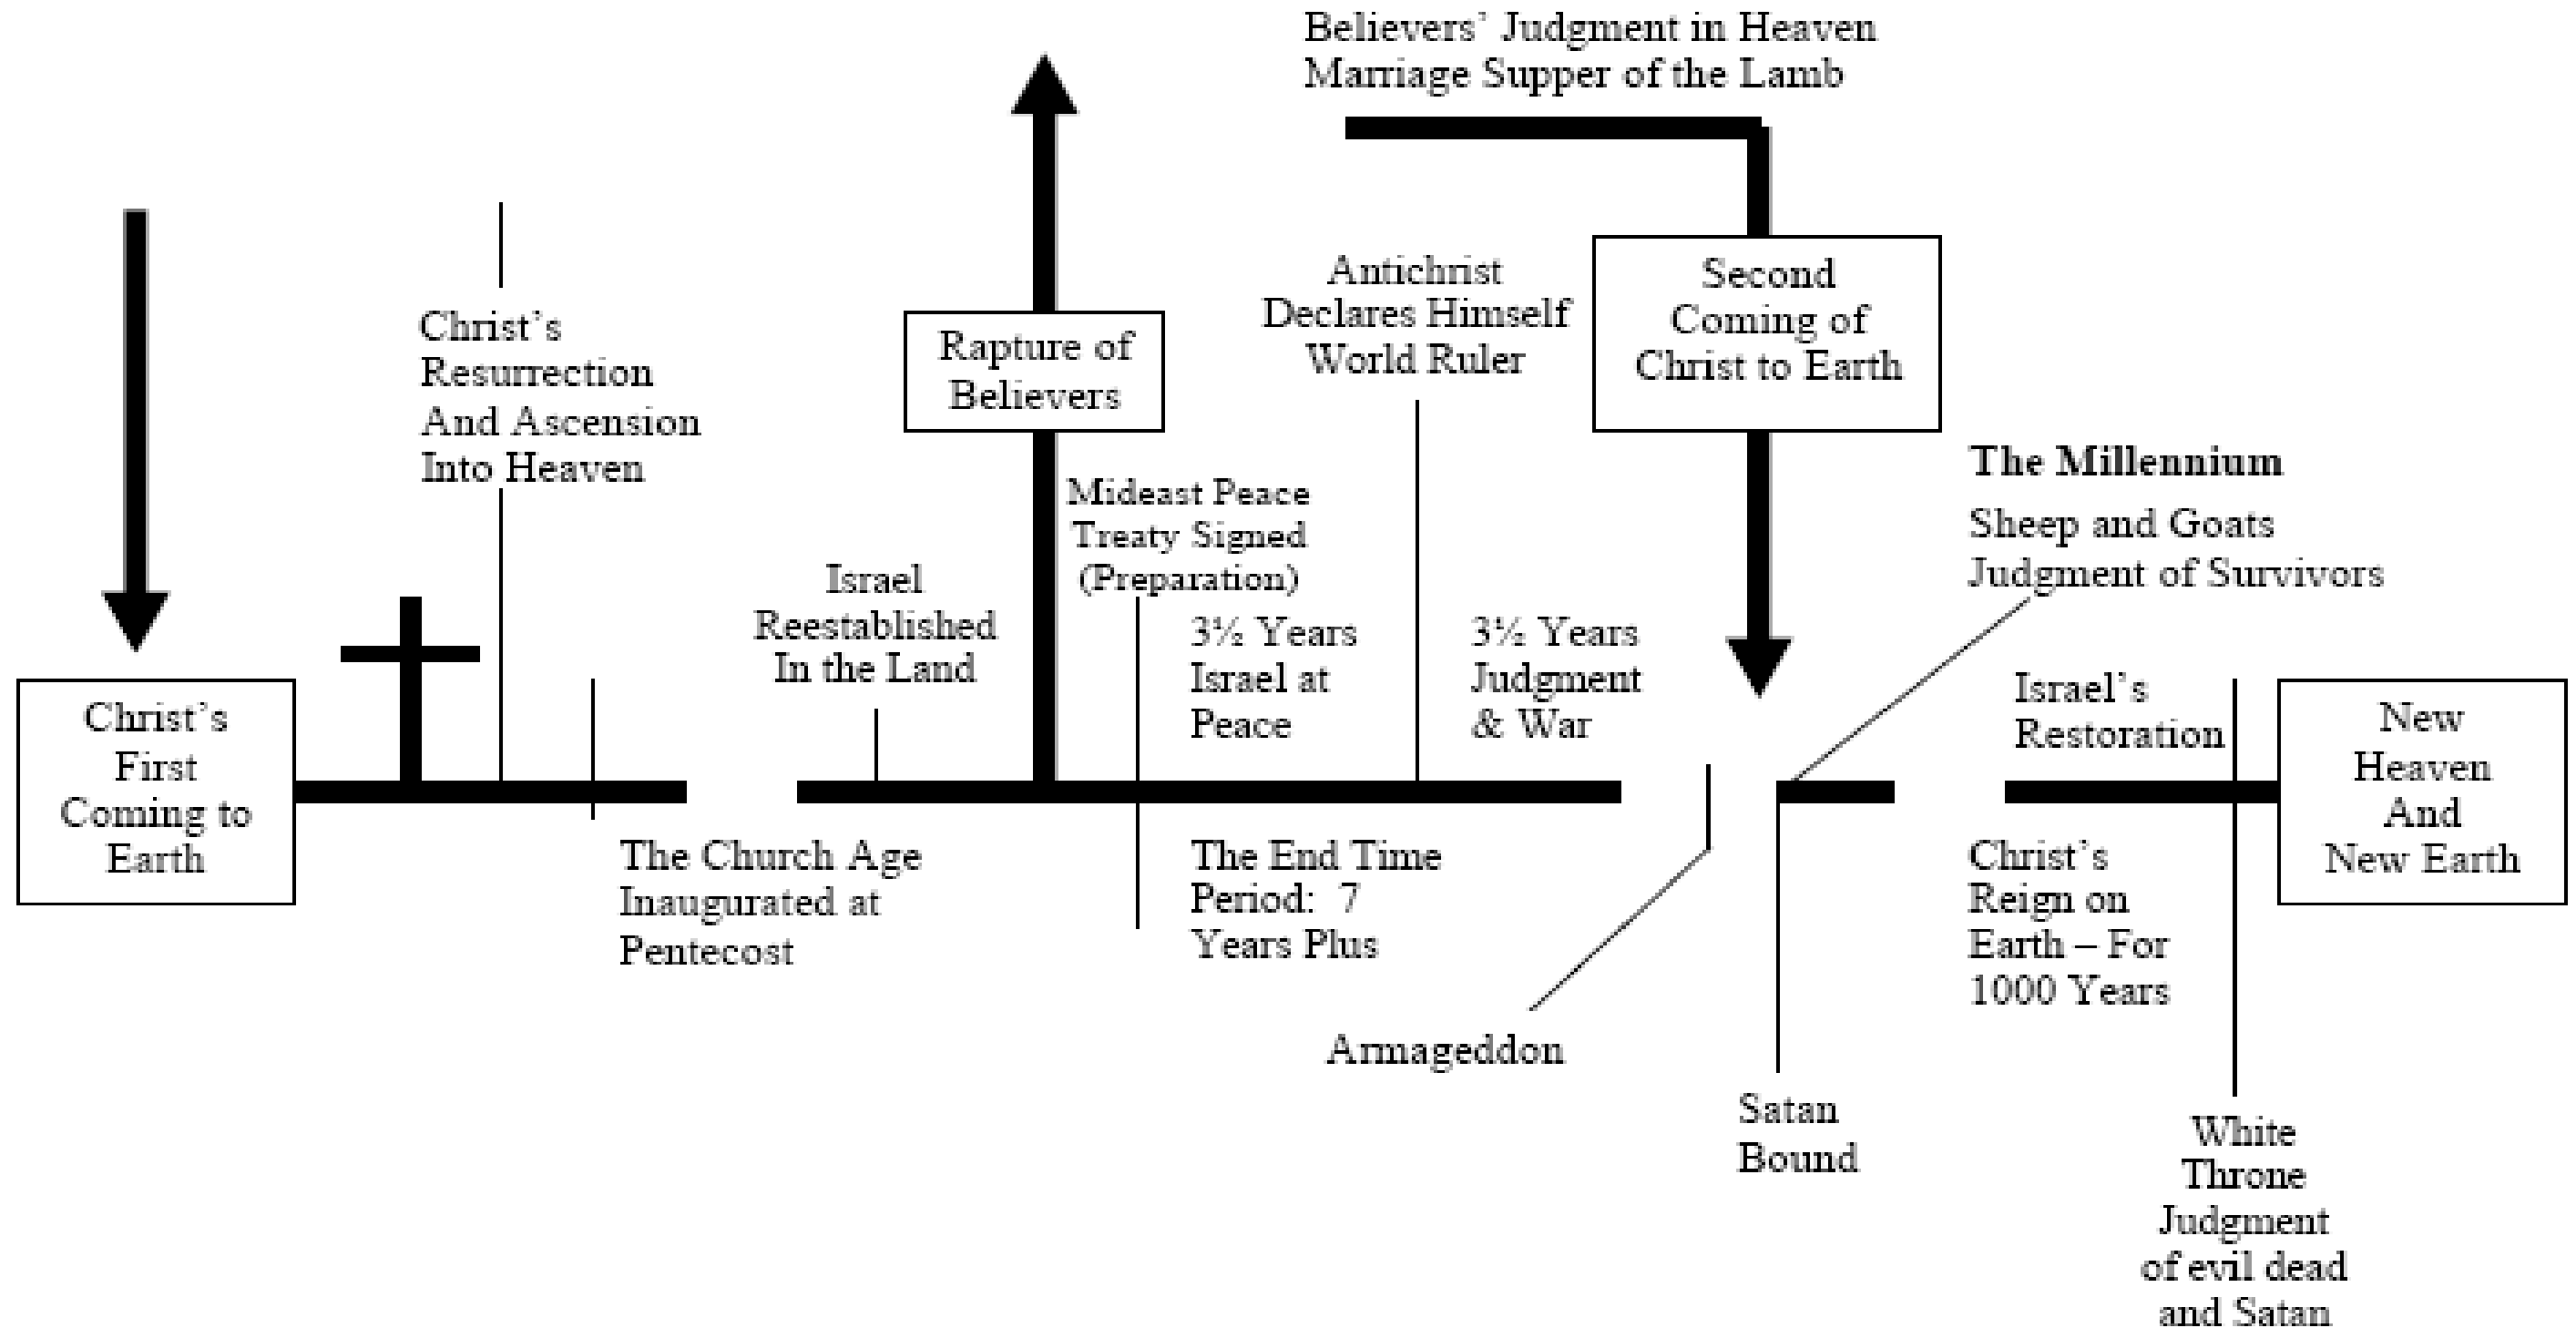 Believers' Judgment in Heaven
Marriage Supper of the Lamb
Christ's
Resurrection
And Ascension
Into Heaven
Rapture of
Believers
Antichrist
Declares Himself
World Ruler
Second
Coming of
Christ to Earth
The Millennium
Sheep and Goats
Judgment of Survivors
Mideast Peace
Treaty Signed
(Preparation)
Israel
Reestablished
In the Land
3½ Years
Israel at
Peace
3½ Years
Judgment
& War
Israel's
Restoration
Christ's
First
Coming to
Earth
New
Heaven
And
New Earth
The Church Age
Inaugurated at
Pentecost
The End Time
Period: 7
Years Plus
Christ's
Reign on
Earth – For
1000 Years
Armageddon
Satan
Bound
White
Throne
Judgment
of evil dead
and Satan